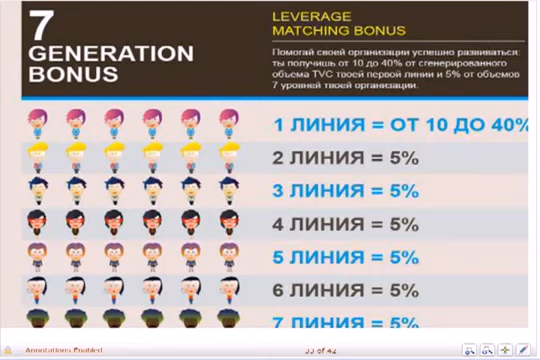 7
GENERATION
BONUS
LEVERAGE
MATCHING BONUS
Помогай своей организации успешно развиваться:
ты получишь от 10 до 40% от сгенерированного
объема TVC твоей первой линии и 5% от объемов
7 уровней твоей организации.
1 ЛИНИЯ = ОТ 10 ДО 40%
2 ЛИНИЯ = 5%
3 ЛИНИЯ = 5%
4 ЛИНИЯ = 5%
5 ЛИНИЯ = 5%
6 ЛИНИЯ = 5%
7 ЛИНИЯ = 5%
Annotations Enabled
of 42